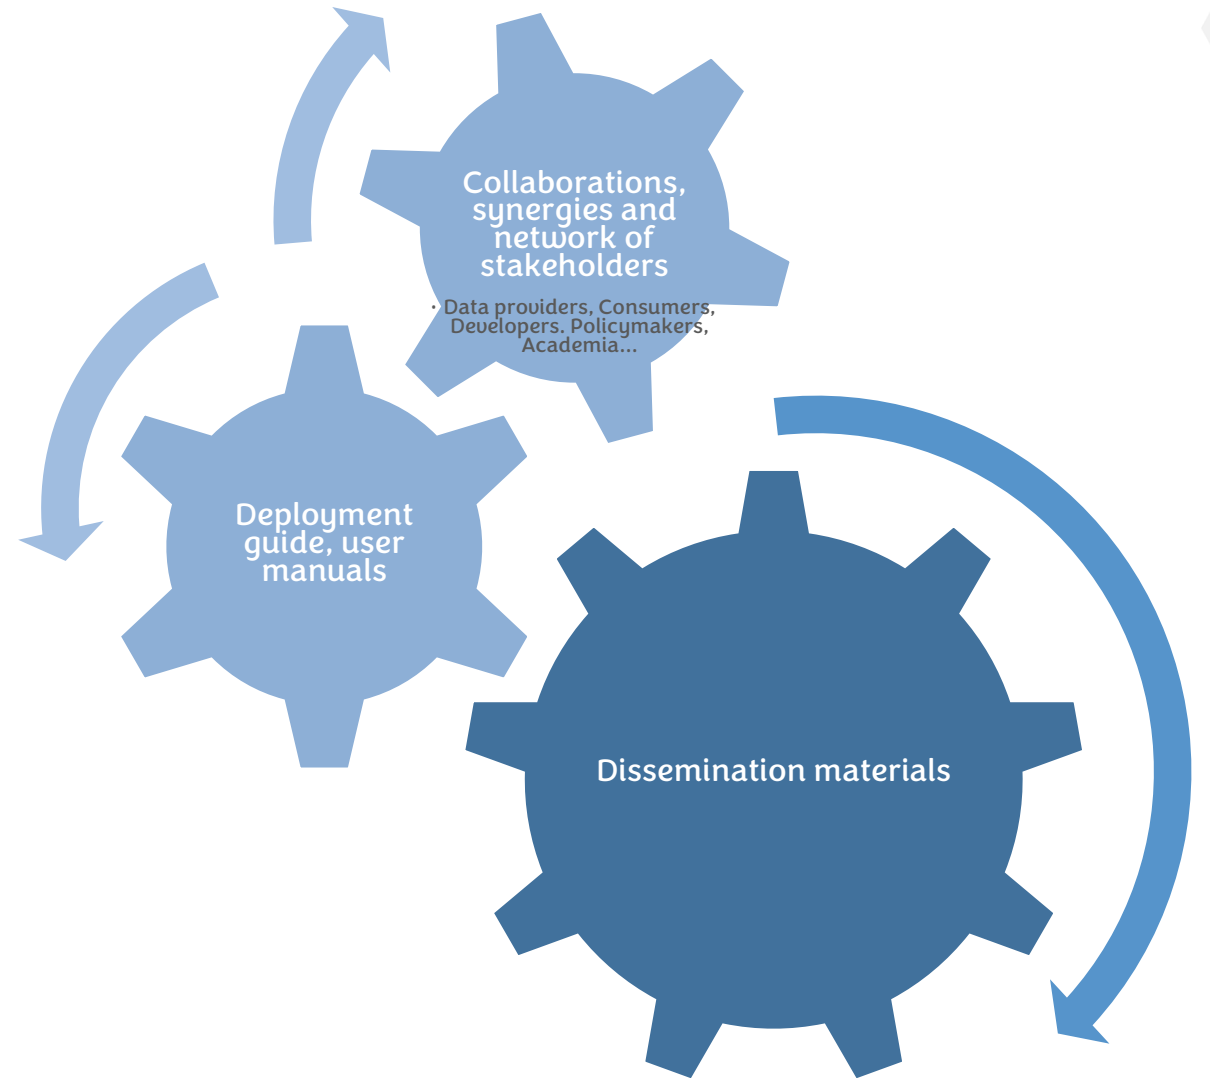 Collaborations,
synergies and
network of
stakeholders
· Data providers, Consumers,
Developers. Policymakers,
Academia...
Deployment
guide, user
manuals
Dissemination materials